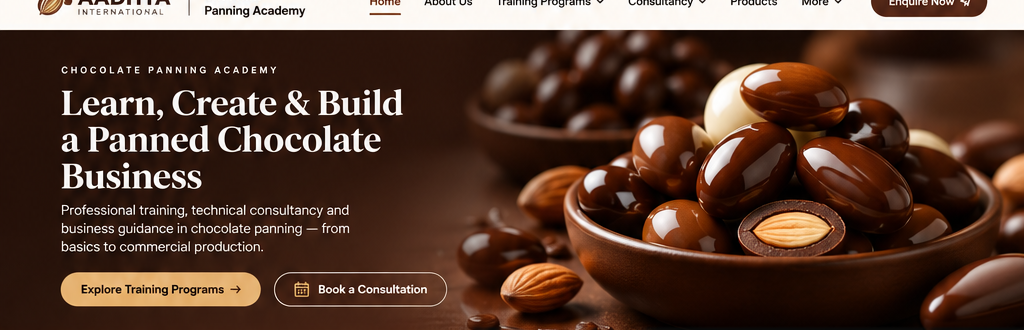 AADITYA
INTERNATIONAL
Panning Academy
Home
About Us
Training Programs
Consultancy
Products
More
Enquire Now
CHOCOLATE PANNING ACADEMY
Learn, Create & Build
a Panned Chocolate
Business
Professional training, technical consultancy and
business guidance in chocolate panning — from
basics to commercial production.
Explore Training Programs →
Book a Consultation